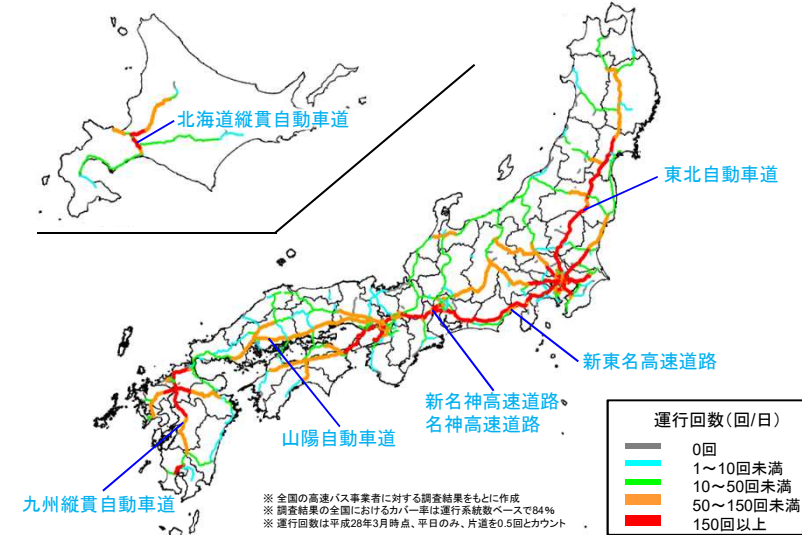 北海道縦貫自動車道
東北自動車道
新東名高速道路
新名神高速道路
名神高速道路
山陽自動車道
九州縦貫自動車道
運行回数(回/日)
0回
1～10回未満
10～50回未満
50～150回未満
150回以上
※ 全国の高速バス事業者に対する調査結果をもとに作成
※ 調査結果の全国におけるカバー率は運行系統数ベースで84%
※ 運行回数は平成28年3月時点、平日のみ、片道を0.5回とカウント